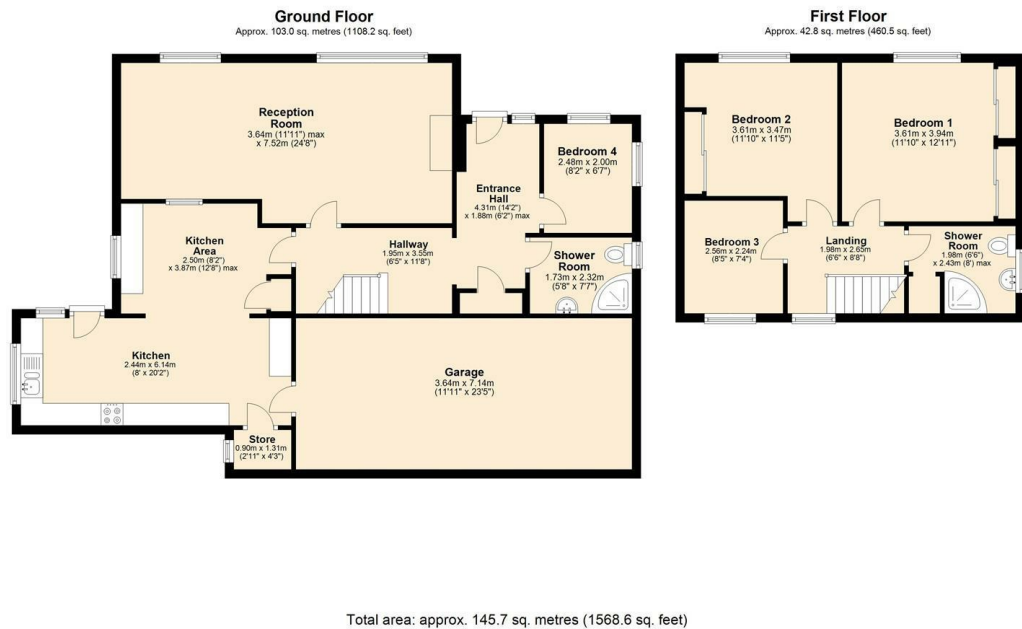 Ground Floor
Approx. 103.0 sq. metres (1108.2 sq. feet)
Reception
Room
3.64m (11'11") max
x 7.52m (24'8")
Bedroom 4
2.48m x 2.00m
(8'2" x 6'7")
Entrance
Hall
4.31m (14'2")
x 1.88m (6'2") max
Kitchen
Area
2.50m (8'2")
x 3.87m (12'8") max
Hallway
1.95m x 3.55m
(6'5" x 11'8")
Shower
Room
1.73m x 2.32m
(5'8" x 7'7")
Kitchen
2.44m x 6.14m
(8' x 20'2")
Garage
3.64m x 7.14m
(11'11" x 23'5")
Store
0.90m x 1.31m
(2'11" x 4'3")
First Floor
Approx. 42.8 sq. metres (460.5 sq. feet)
Bedroom 2
3.61m x 3.47m
(11'10" x 11'5")
Bedroom 1
3.61m x 3.94m
(11'10" x 12'11")
Bedroom 3
2.56m x 2.24m
(8'5" x 7'4")
Landing
1.98m x 2.65m
(6'6" x 8'8")
Shower
Room
1.98m (6'6")
x 2.43m (8') max
Total area: approx. 145.7 sq. metres (1568.6 sq. feet)